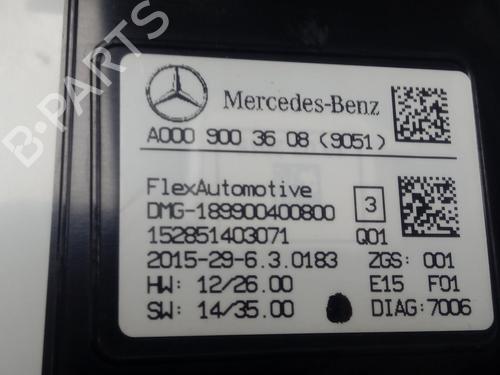 Mercedes-Benz
A000 900 36 08 (9051)
FlexAutomotive
DMG-189900400800
3
152851403071
Q01
2015-29-6.3.0183
ZGS: 001
HW: 12/26.00
E15 F01
SW: 14/35.00
DIAG:7006
B-PARTS